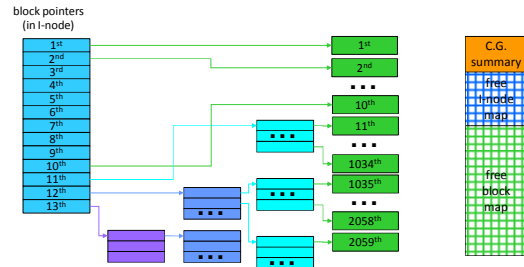 block pointers
(in I-node)
1st
2nd
3rd
4th
5th
6th
7th
8th
9th
10th
11th
12th
13th
...
...
...
...
...
1st
2nd
...
10th
11th
...
1034th
1035th
...
2058th
2059th
C.G.
summary
free
I-node
map
free
block
map